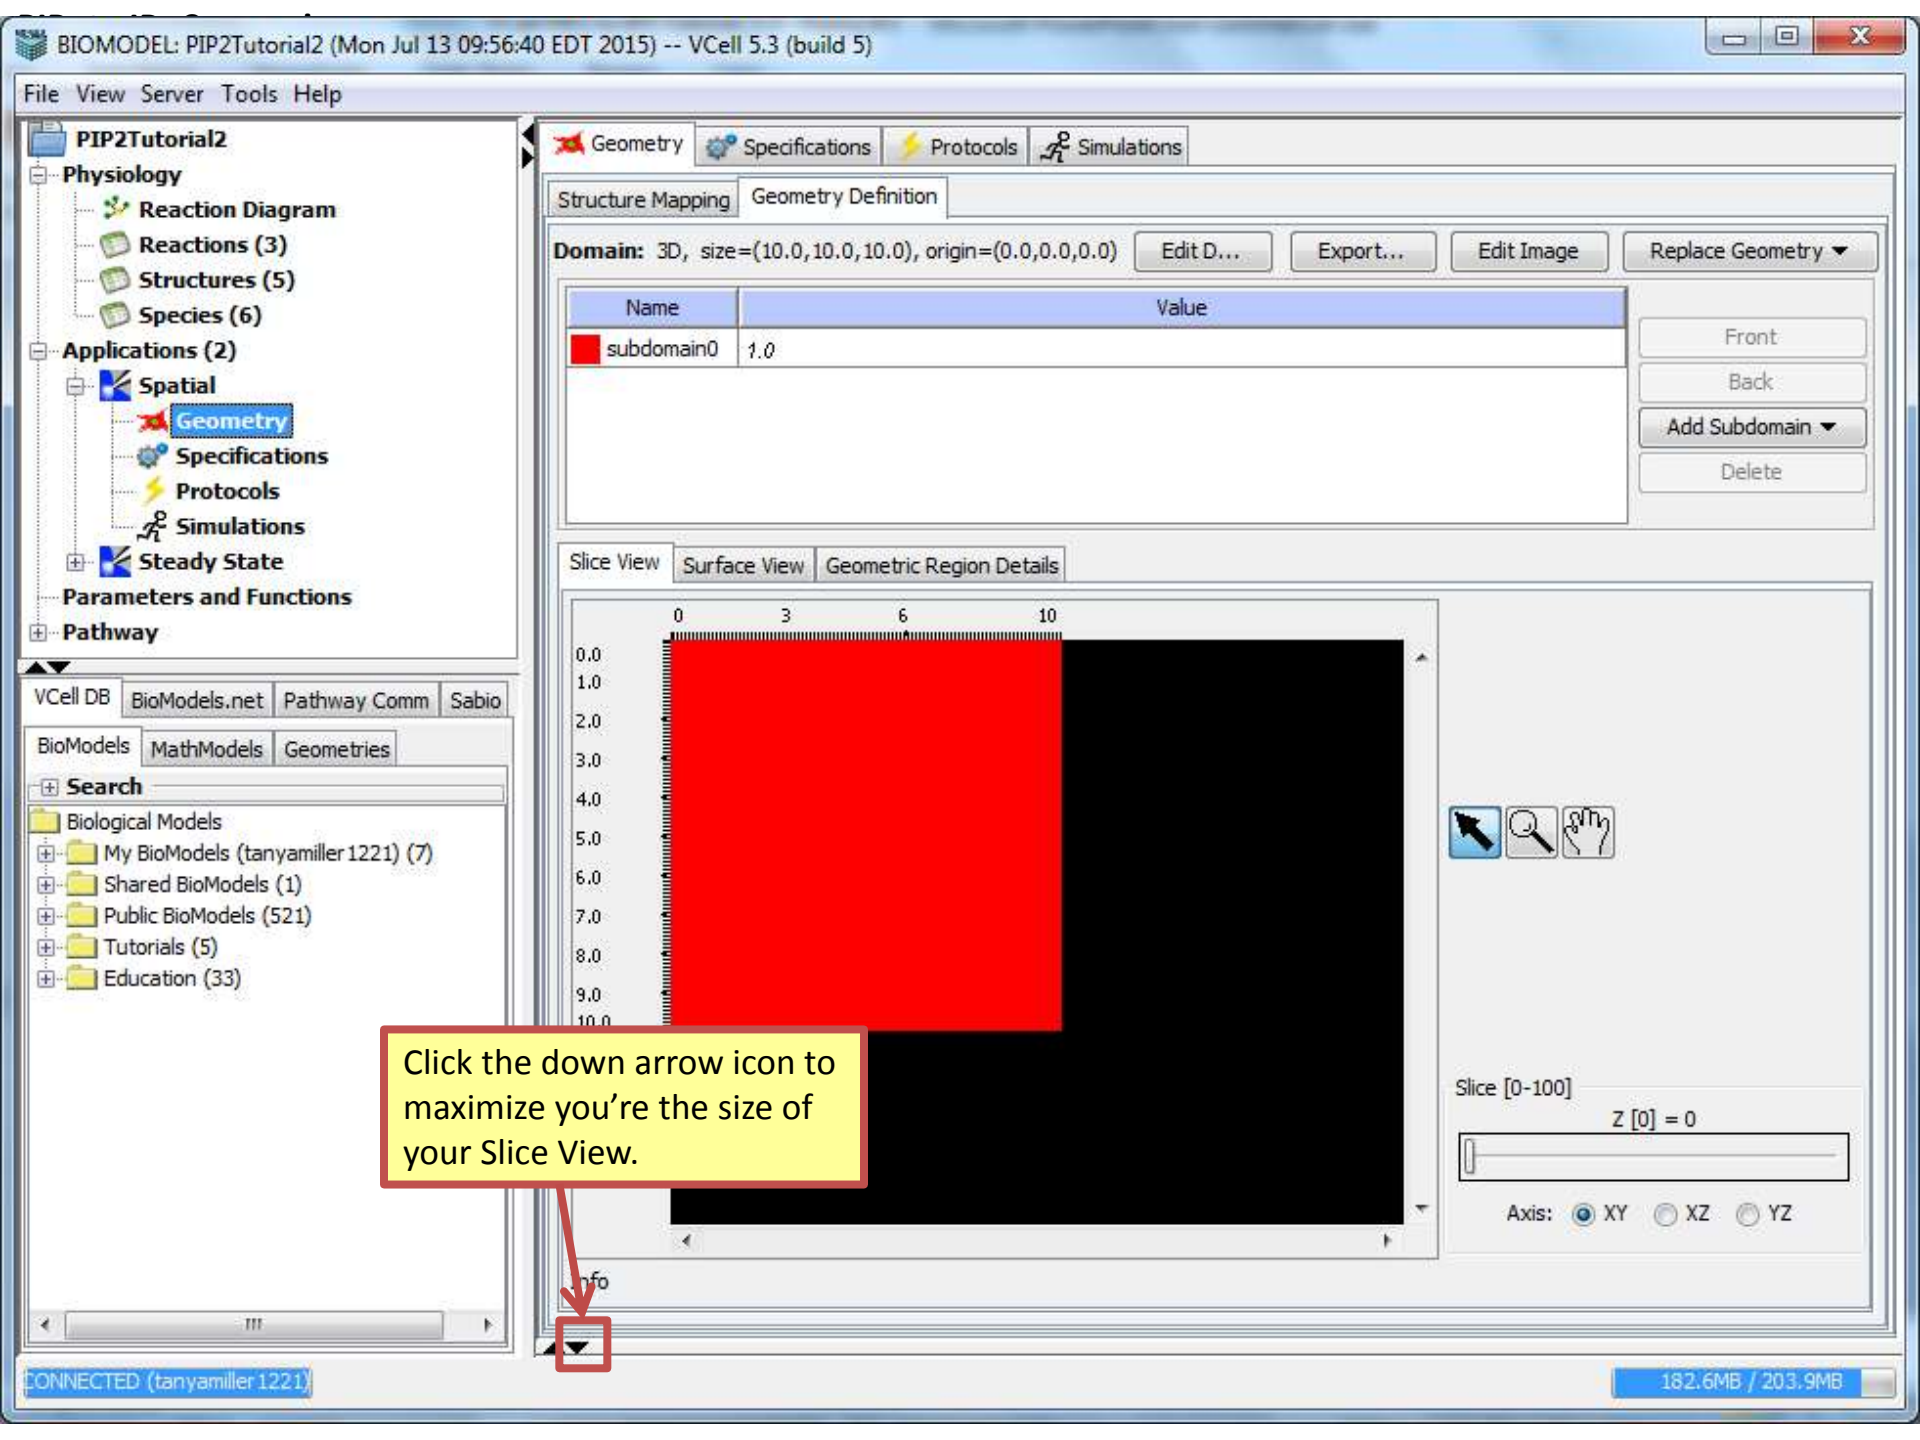 BIOMODEL: PIP2Tutorial2 (Mon Jul 13 09:56:40 EDT 2015) -- VCell 5.3 (build 5)
File View Server Tools Help
PIP2Tutorial2
Physiology
Reaction Diagram
Reactions (3)
Structures (5)
Species (6)
Applications (2)
Spatial
Geometry
Specifications
Protocols
Simulations
Steady State
Parameters and Functions
Pathway
VCell DB BioModels.net Pathway Comm Sabio
BioModels MathModels Geometries
Search
Biological Models
My BioModels (tanyamiller1221) (7)
Shared BioModels (1)
Public BioModels (521)
Tutorials (5)
Education (33)
Geometry Specifications Protocols Simulations
Structure Mapping Geometry Definition
Domain: 3D, size=(10.0,10.0,10.0), origin=(0.0,0.0,0.0) Edit D... Export... Edit Image Replace Geometry
Name Value
subdomain0 1.0
Front
Back
Add Subdomain
Delete
Slice View Surface View Geometric Region Details
0 3 6 10
0.0
1.0
2.0
3.0
4.0
5.0
6.0
7.0
8.0
9.0
10.0
Slice [0-100]
Z [0] = 0
Axis: XY XZ YZ
Info
Click the down arrow icon to
maximize you're the size of
your Slice View.
CONNECTED (tanyamiller1221)
182.6MB / 203.9MB